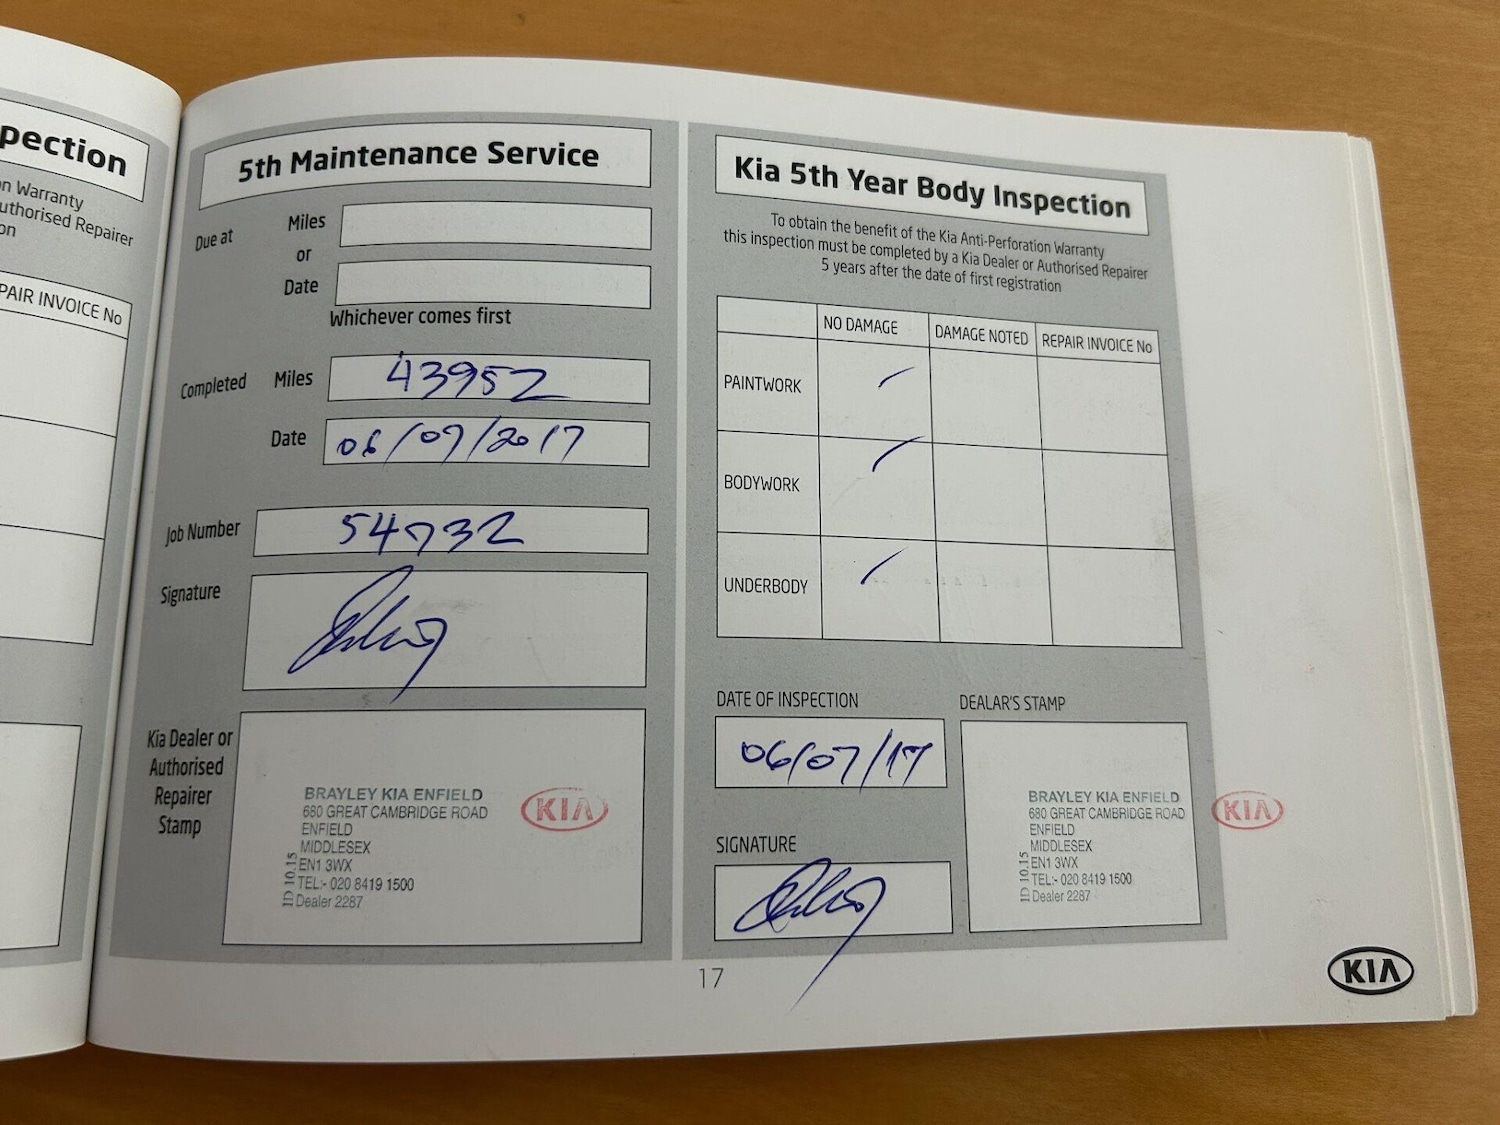 pection
n Warranty
uthorised Repairer
on
PAIR INVOICE No
5th Maintenance Service
Due at
Miles
or
Date
Whichever comes first
Completed
Miles
43952
Date
06/07/2017
Job Number
54732
Signature
Kia Dealer or
Authorised
Repairer
Stamp
BRAYLEY KIA ENFIELD
680 GREAT CAMBRIDGE ROAD
ENFIELD
MIDDLESEX
EN1 3WX
TEL:- 020 8419 1500
Dealer 2287
ID 10.15
KIA
Kia 5th Year Body Inspection
To obtain the benefit of the Kia Anti-Perforation Warranty
this inspection must be completed by a Kia Dealer or Authorised Repairer
5 years after the date of first registration
NO DAMAGE DAMAGE NOTED REPAIR INVOICE No
PAINTWORK
BODYWORK
UNDERBODY
DATE OF INSPECTION
06/07/17
SIGNATURE
DEALAR'S STAMP
BRAYLEY KIA ENFIELD
680 GREAT CAMBRIDGE ROAD
ENFIELD
MIDDLESEX
EN1 3WX
TEL:- 020 8419 1500
Dealer 2287
ID 10.15
KIA
17
KIA